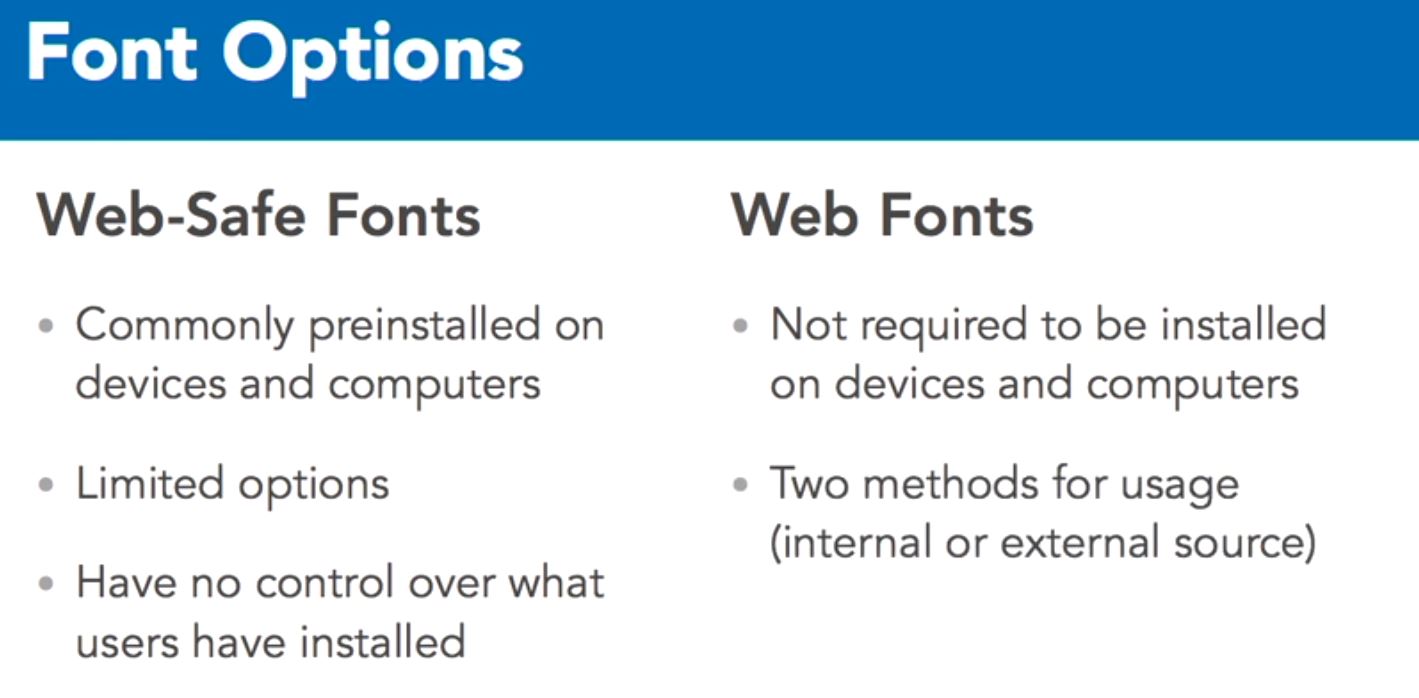 Font Options
Web-Safe Fonts
• Commonly preinstalled on
devices and computers
• Limited options
• Have no control over what
users have installed
Web Fonts
• Not required to be installed
on devices and computers
• Two methods for usage
(internal or external source)